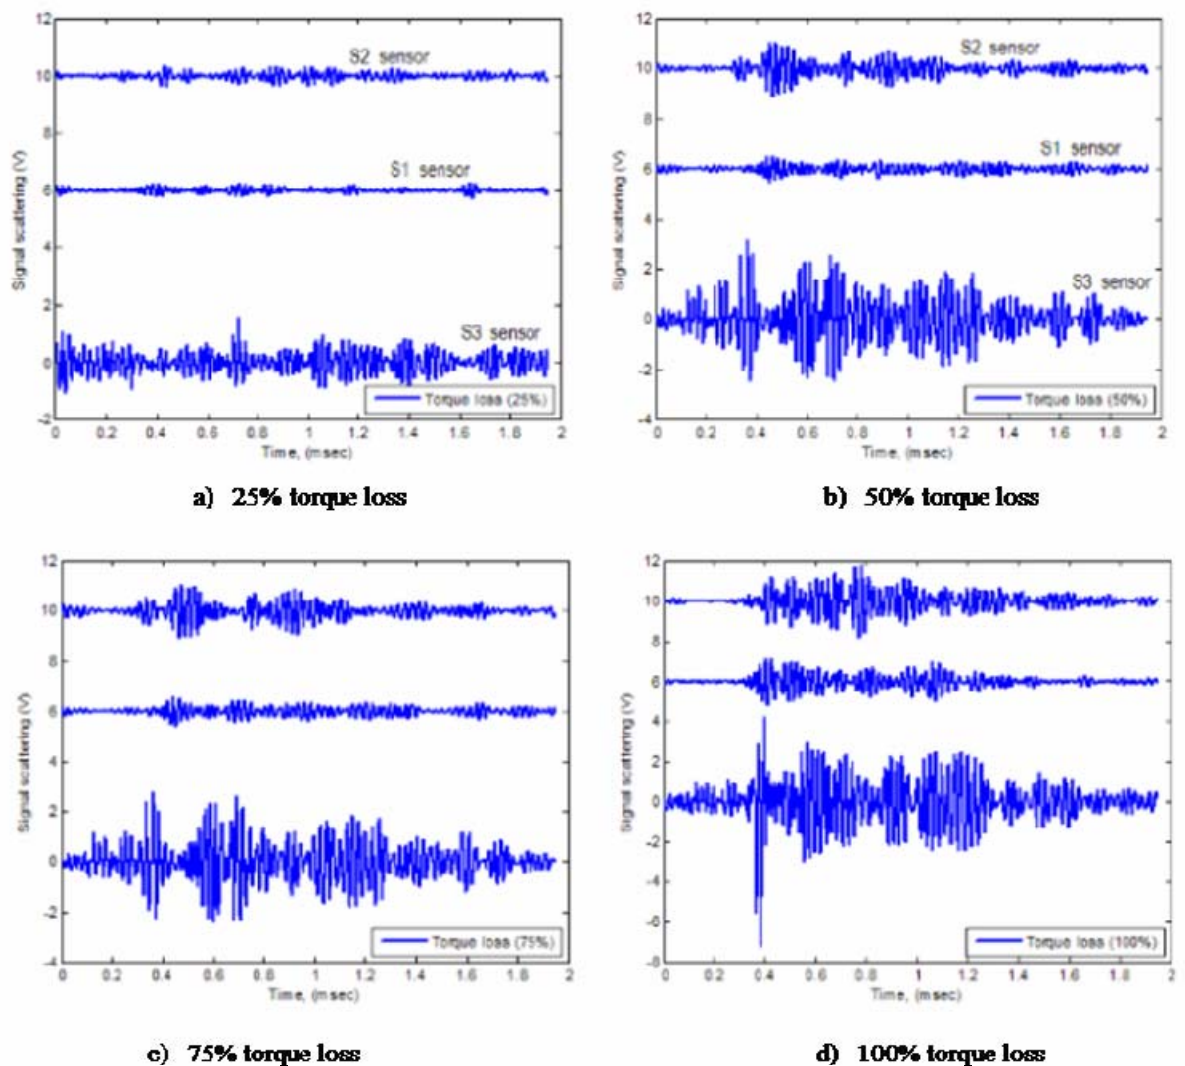 12
10
8
6
4
2
0
-2
Signal scattering (V)
S2 sensor
S1 sensor
S3 sensor
Torque loss (25%)
0 0.2 0.4 0.6 0.8 1 1.2 1.4 1.6 1.8 2
Time, (msec)
a) 25% torque loss
12
10
8
6
4
2
0
-2
-4
Signal scattering (V)
S2 sensor
S1 sensor
S3 sensor
Torque loss (50%)
0 0.2 0.4 0.6 0.8 1 1.2 1.4 1.6 1.8 2
Time, (msec)
b) 50% torque loss
12
10
8
6
4
2
0
-2
-4
Signal scattering (V)
Torque loss (75%)
0 0.2 0.4 0.6 0.8 1 1.2 1.4 1.6 1.8 2
Time, (msec)
c) 75% torque loss
12
10
8
6
4
2
0
-2
-4
-6
-8
Signal scattering (V)
Torque loss (100%)
0 0.2 0.4 0.6 0.8 1 1.2 1.4 1.6 1.8 2
Time, (msec)
d) 100% torque loss